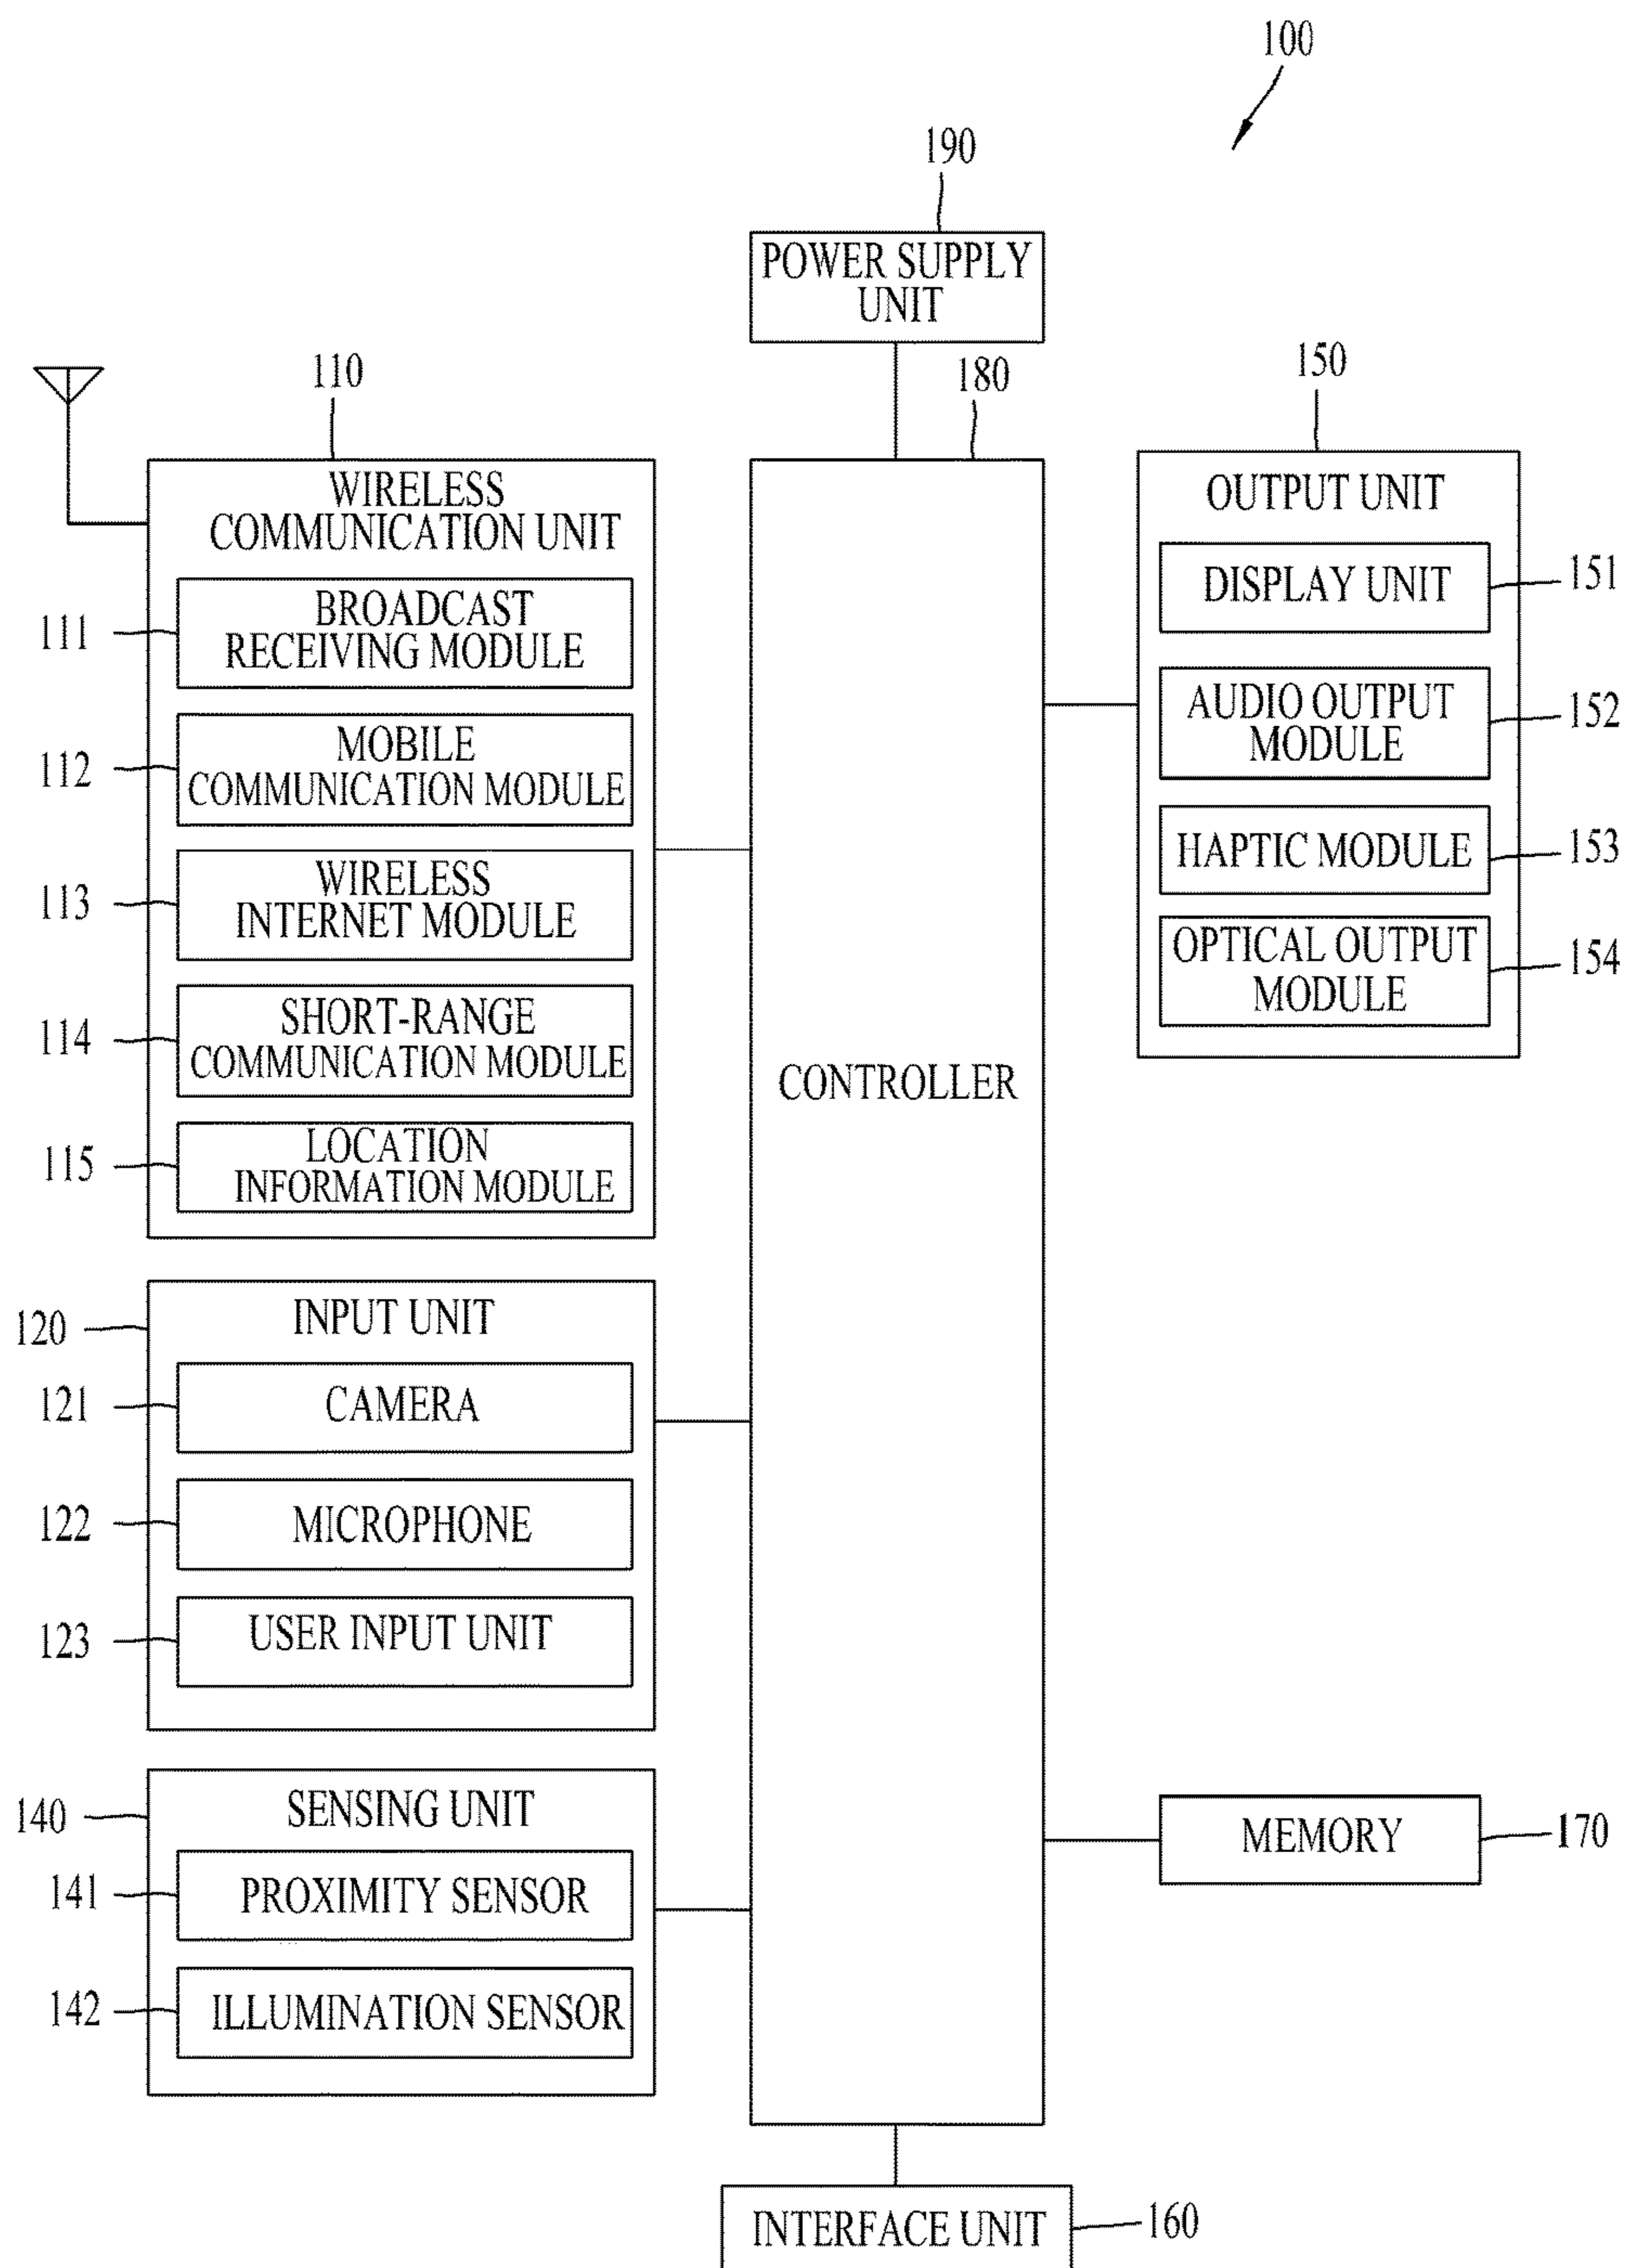 100
190
POWER SUPPLY
UNIT
110
180
150
WIRELESS
COMMUNICATION UNIT
111
BROADCAST
RECEIVING MODULE
112
MOBILE
COMMUNICATION MODULE
113
WIRELESS
INTERNET MODULE
114
SHORT-RANGE
COMMUNICATION MODULE
115
LOCATION
INFORMATION MODULE
120
INPUT UNIT
121
CAMERA
122
MICROPHONE
123
USER INPUT UNIT
140
SENSING UNIT
141
PROXIMITY SENSOR
142
ILLUMINATION SENSOR
CONTROLLER
OUTPUT UNIT
DISPLAY UNIT
151
AUDIO OUTPUT
MODULE
152
HAPTIC MODULE
153
OPTICAL OUTPUT
MODULE
154
MEMORY
170
INTERFACE UNIT
160